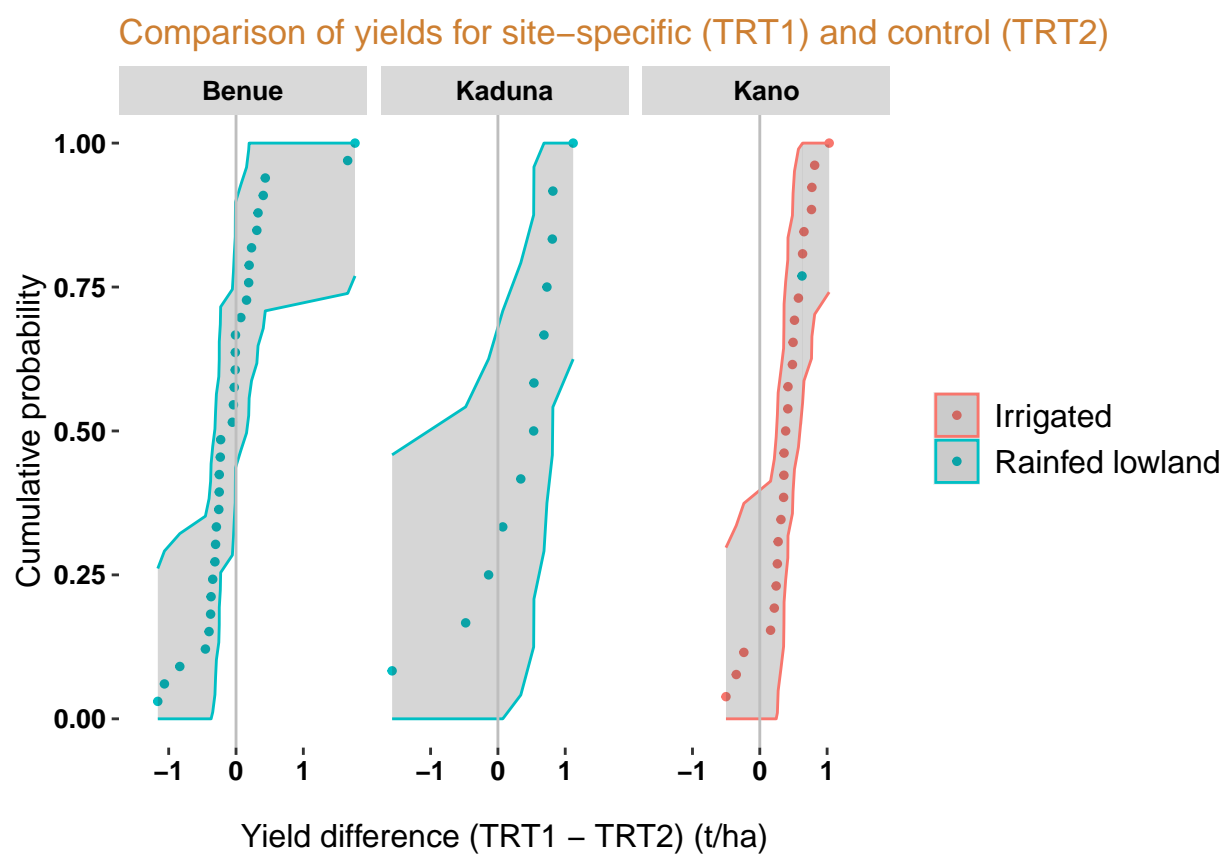 Comparison of yields for site−specific (TRT1) and control (TRT2)
Benue Kaduna Kano
1.00
0.75
0.50
0.25
0.00
Cumulative probability
−1 0 1 −1 0 1 −1 0 1
Yield difference (TRT1 − TRT2) (t/ha)
Irrigated
Rainfed lowland